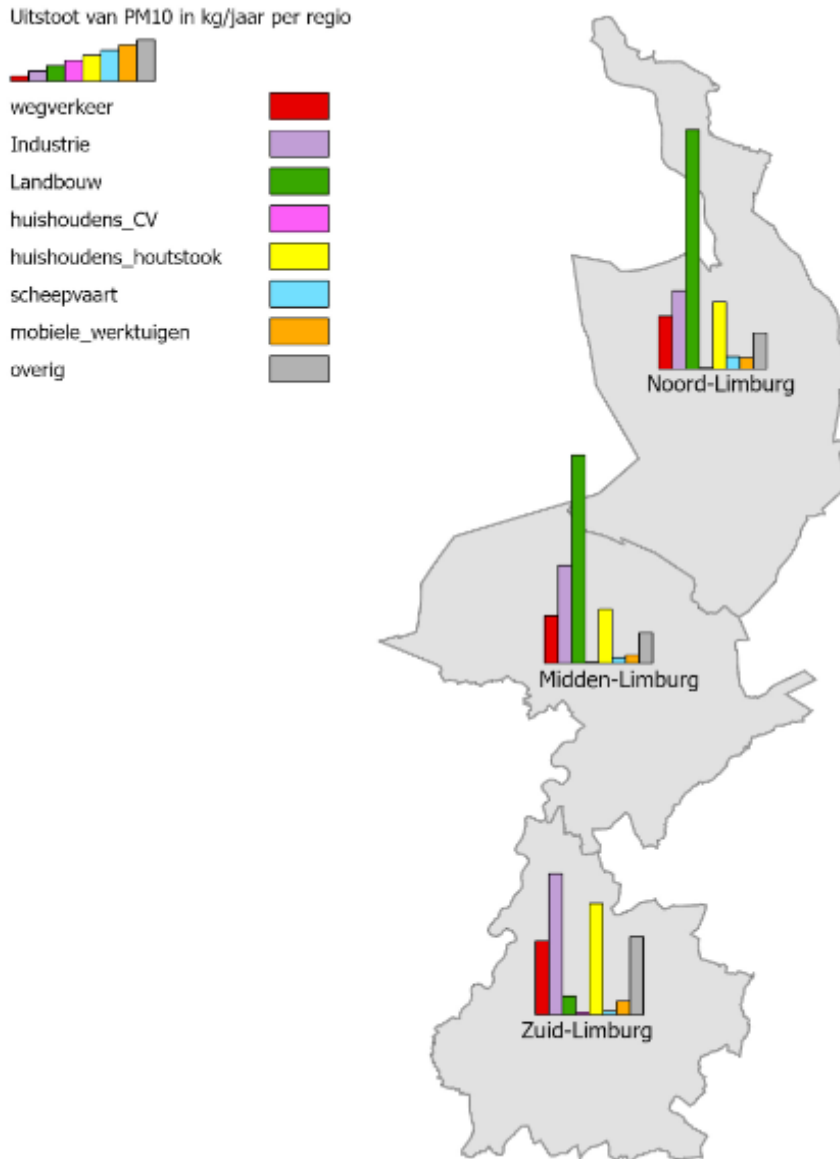 Uitstoot van PM10 in kg/jaar per regio
wegverkeer
Industrie
Landbouw
huishoudens_CV
huishoudens_houtstook
scheepvaart
mobiele_werktuigen
overig
Noord-Limburg
Midden-Limburg
Zuid-Limburg